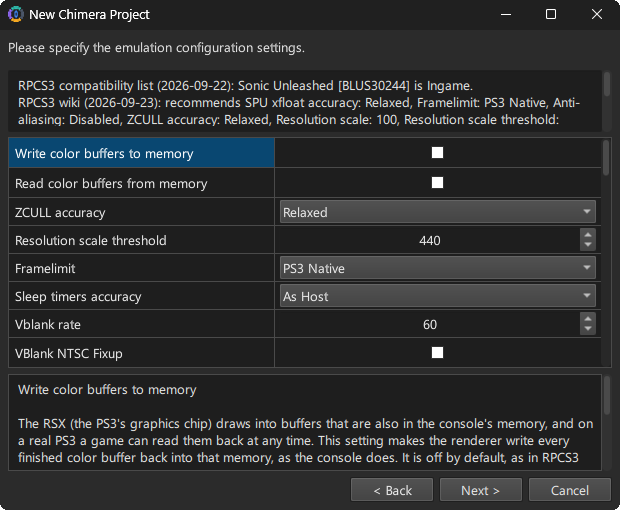 New Chimera Project
Please specify the emulation configuration settings.
RPCS3 compatibility list (2026-09-22): Sonic Unleashed [BLUS30244] is Ingame.
RPCS3 wiki (2026-09-23): recommends SPU xfloat accuracy: Relaxed, Framelimit: PS3 Native, Anti-
aliasing: Disabled, ZCULL accuracy: Relaxed, Resolution scale: 100, Resolution scale threshold:
Write color buffers to memory
Read color buffers from memory
ZCULL accuracy Relaxed
Resolution scale threshold 440
Framelimit PS3 Native
Sleep timers accuracy As Host
Vblank rate 60
VBlank NTSC Fixup
Write color buffers to memory
The RSX (the PS3's graphics chip) draws into buffers that are also in the console's memory, and on
a real PS3 a game can read them back at any time. This setting makes the renderer write every
finished color buffer back into that memory, as the console does. It is off by default, as in RPCS3
< Back Next > Cancel